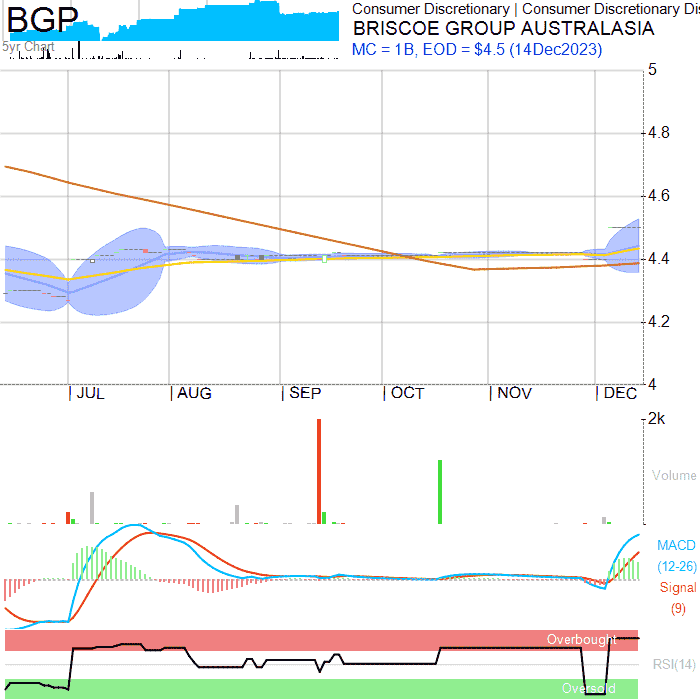 BGP
5yr Chart
Consumer Discretionary | Consumer Discretionary Dis
BRISCOE GROUP AUSTRALASIA
MC = 1B, EOD = $4.5 (14Dec2023)
5
4.8
4.6
4.4
4.2
4
JUL AUG SEP OCT NOV DEC
2k
Volume
MACD
(12-26)
Signal
(9)
Overbought
RSI(14)
Oversold